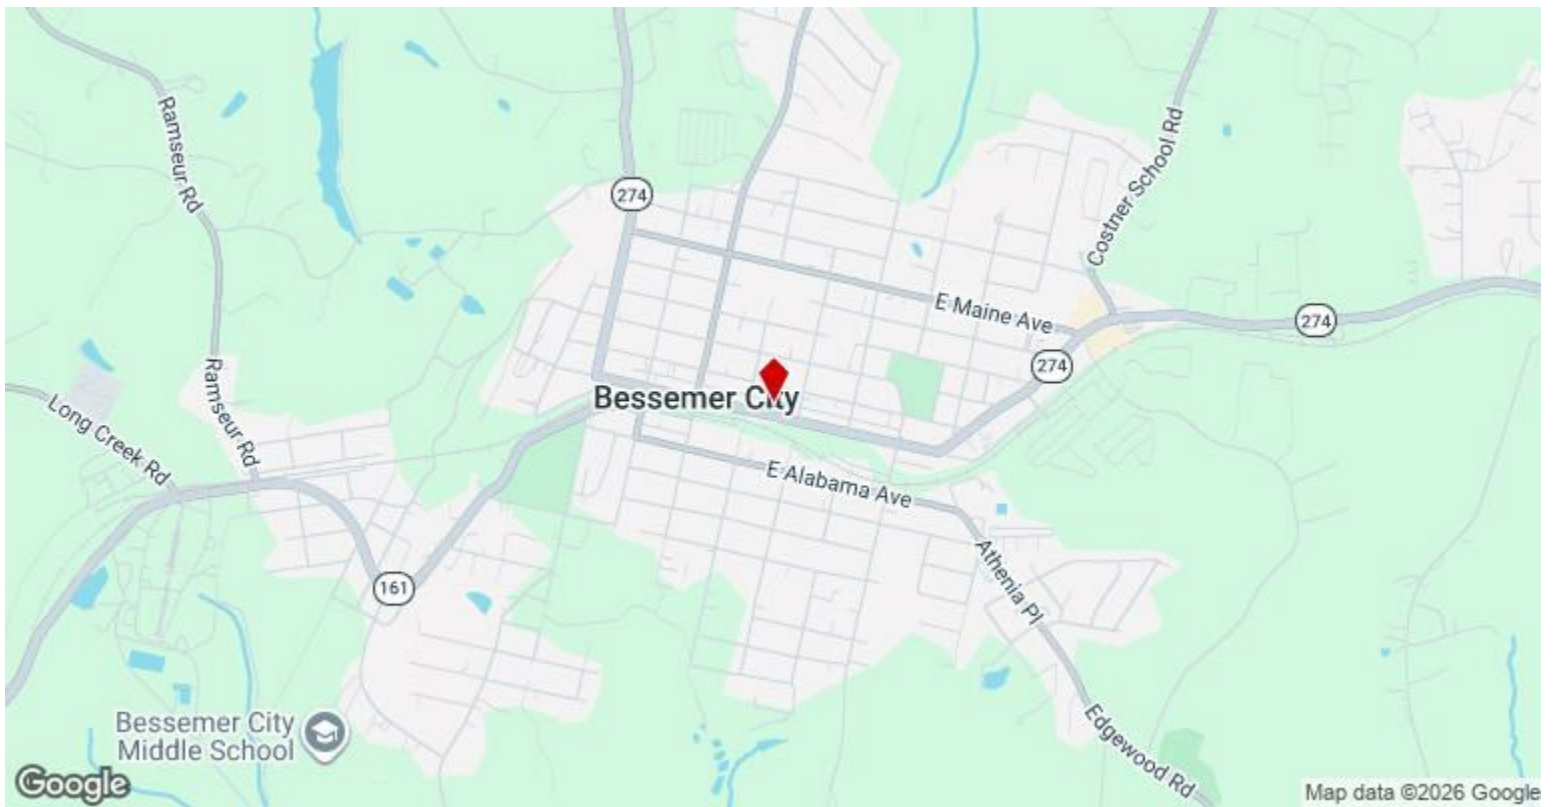 Ramseur Rd
274
Costner School Rd
E Maine Ave
274
274
Ramseur Rd
Long Creek Rd
Bessemer City
E Alabama Ave
Athenia Pl
161
Bessemer City
Middle School
Edgewood Rd
Google
Map data ©2026 Google